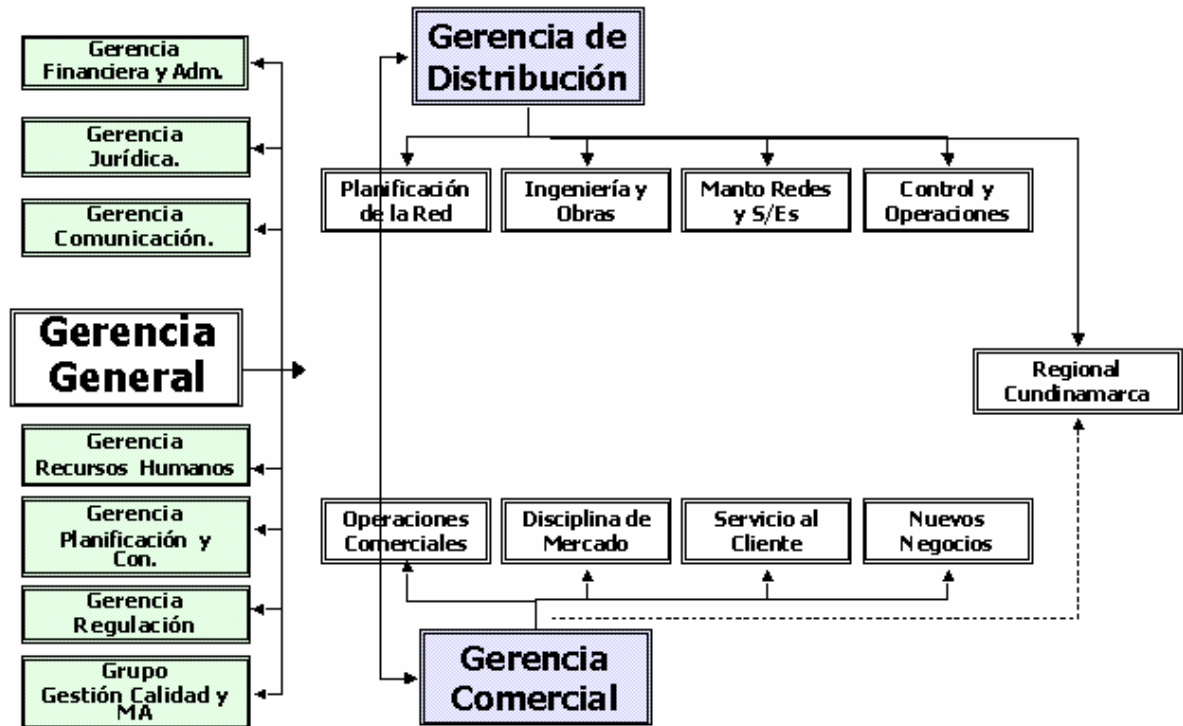 Gerencia
Financiera y Adm.
Gerencia
Jurídica.
Gerencia
Comunicación.
Gerencia
General
Gerencia
Recursos Humanos
Gerencia
Planificación y
Con.
Gerencia
Regulación
Grupo
Gestión Calidad y
MA
Gerencia de
Distribución
Planificación
de la Red
Ingeniería y
Obras
Manto Redes
y S/Es
Control y
Operaciones
Regional
Cundinamarca
Operaciones
Comerciales
Disciplina de
Mercado
Servicio al
Cliente
Nuevos
Negocios
Gerencia
Comercial